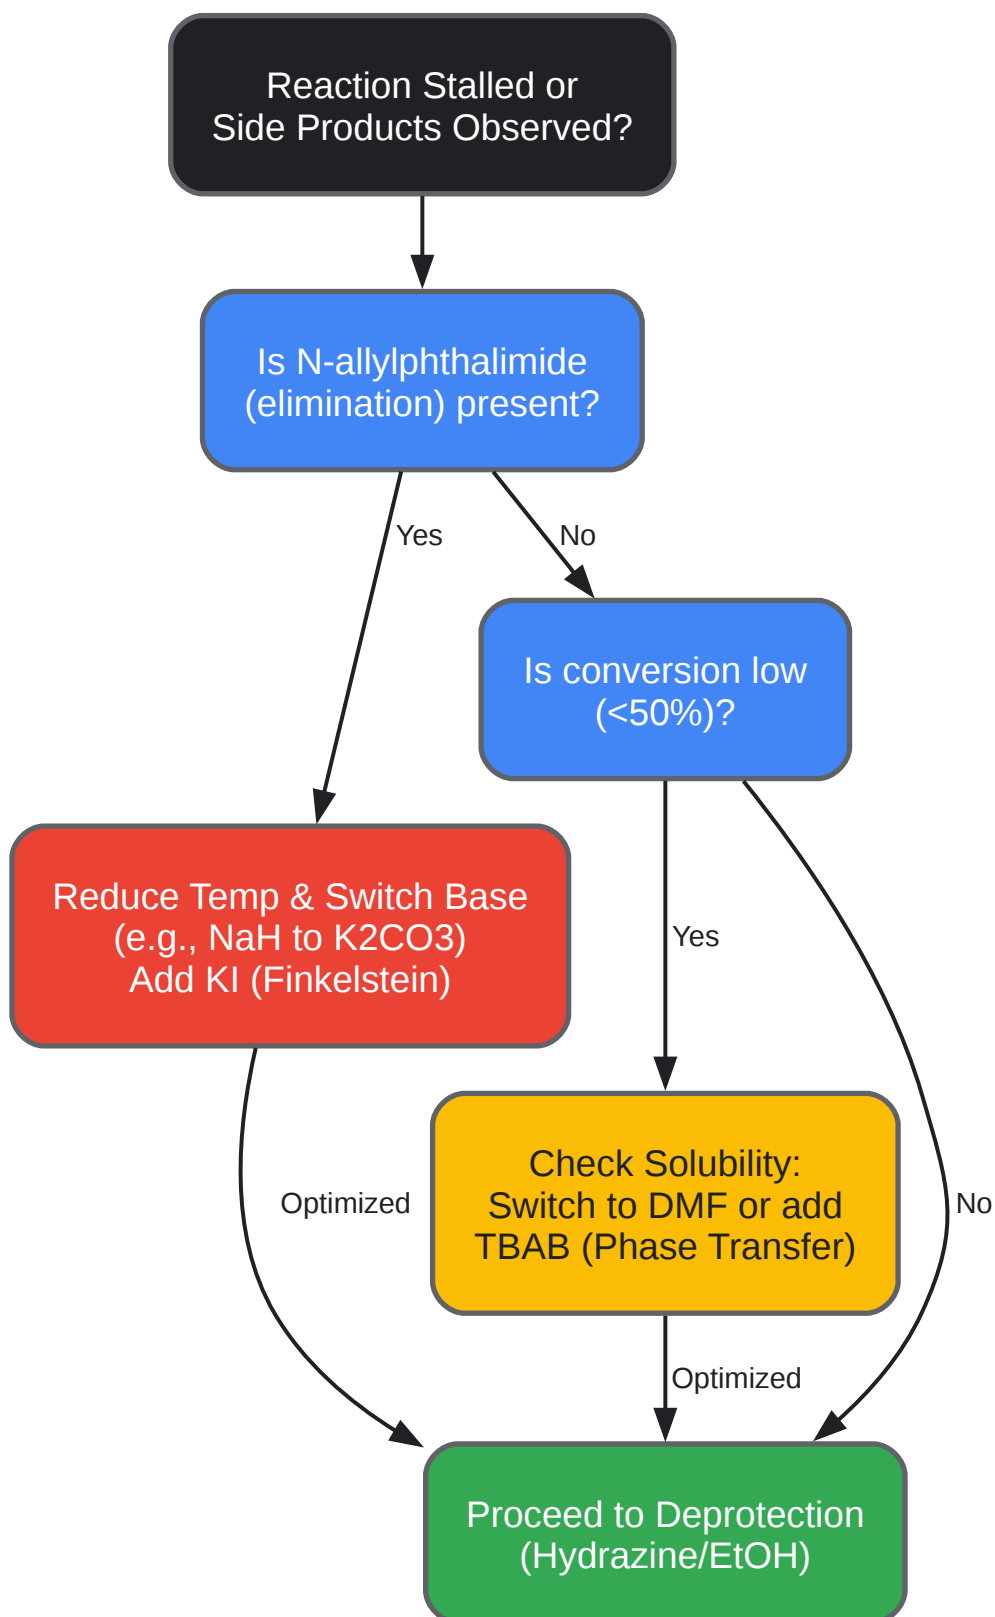 Reaction Stalled or
Side Products Observed?
Is N-allylphthalimide
(elimination) present?
Yes
No
Is conversion low
(<50%)?
Reduce Temp & Switch Base
(e.g., NaH to K2CO3)
Add KI (Finkelstein)
Yes
Check Solubility:
Switch to DMF or add
TBAB (Phase Transfer)
Optimized
No
Optimized
Proceed to Deprotection
(Hydrazine/EtOH)